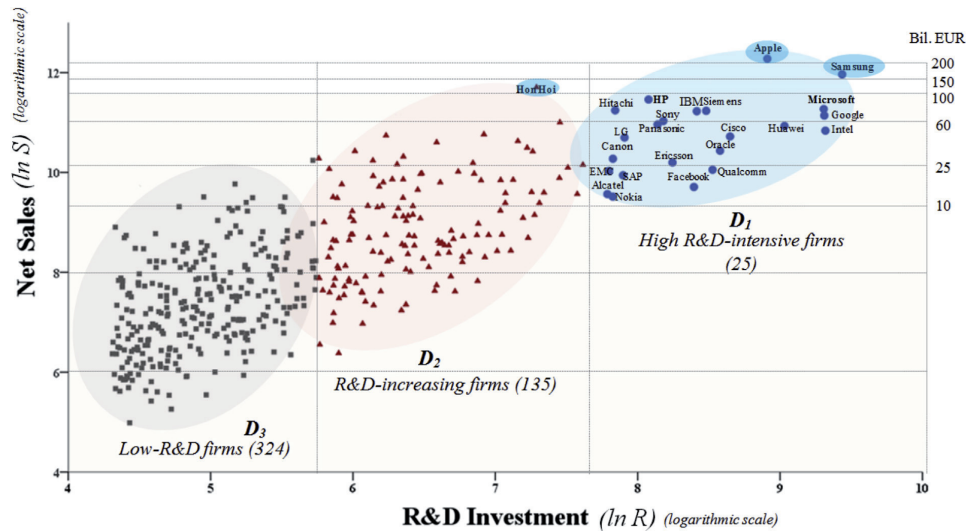 Bil. EUR
Apple
Samsung
200
12
150
Hon Hoi
HP
Microsoft
100
Hitachi
IBM
Siemens
Google
Sony
LG
Panasonic
Cisco
Huwei
Intel
60
Canon
Ericsson
Oracle
10
EMC
SAP
Facebook
Qualcomm
25
Alcatel
Nokia
10
D1
High R&D-intensive firms
(25)
8
D2
R&D-increasing firms (135)
6
D3
Low-R&D firms (324)
4
4
5
6
7
8
9
10
Net Sales (ln S) (logarithmic scale)
R&D Investment (ln R) (logarithmic scale)